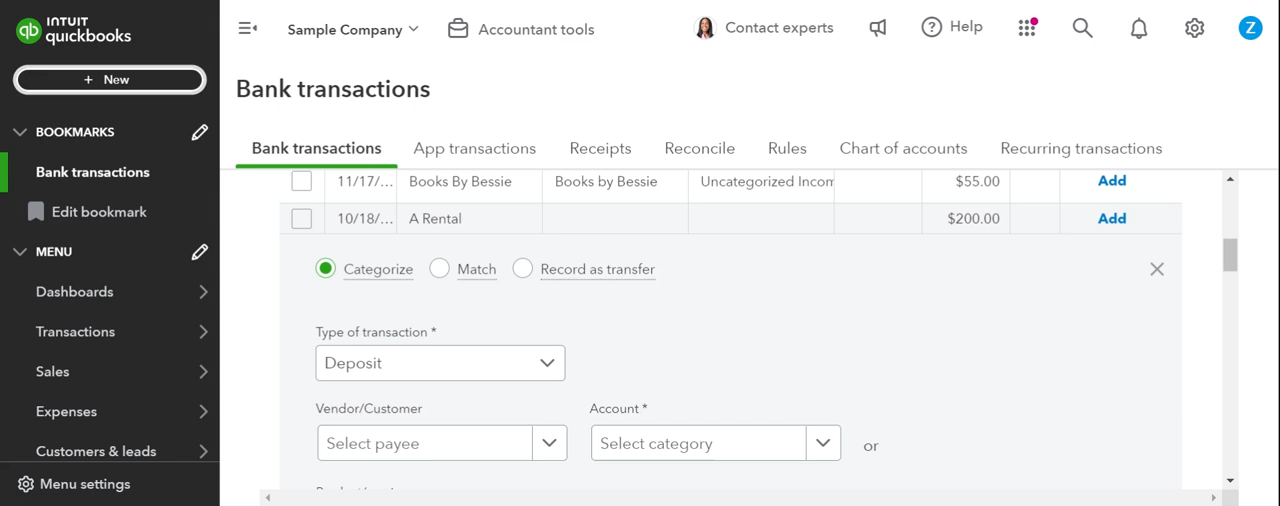 INTUIT
quickbooks
Sample Company
Accountant tools
Contact experts
Help
Z
+ New
Bank transactions
BOOKMARKS
Bank transactions
Edit bookmark
MENU
Dashboards
Transactions
Sales
Expenses
Customers & leads
Menu settings
Bank transactions App transactions Receipts Reconcile Rules Chart of accounts Recurring transactions
11/17/... Books By Bessie Books by Bessie Uncategorized Incom $55.00 Add
10/18/... A Rental $200.00 Add
Categorize Match Record as transfer
Type of transaction *
Deposit
Vendor/Customer Account *
Select payee Select category or